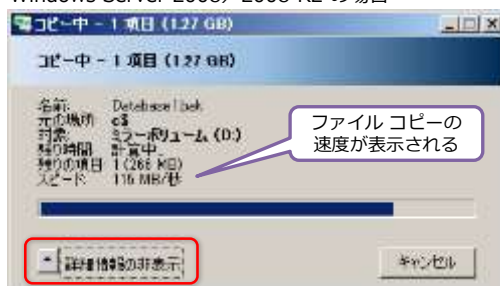 Windows Server 2008/2008 R2 の場合
コピー中 - 1 項目 (1.27 GB)
コピー中 - 1 項目 (1.27 GB)
名前: Database1.bak
元の場所: c$
対象: ミラーボリューム (D:)
残り時間: 計算中...
残りの項目: 1 (266 MB)
スピード: 116 MB/秒
ファイル コピーの
速度が表示される
詳細情報の非表示
キャンセル